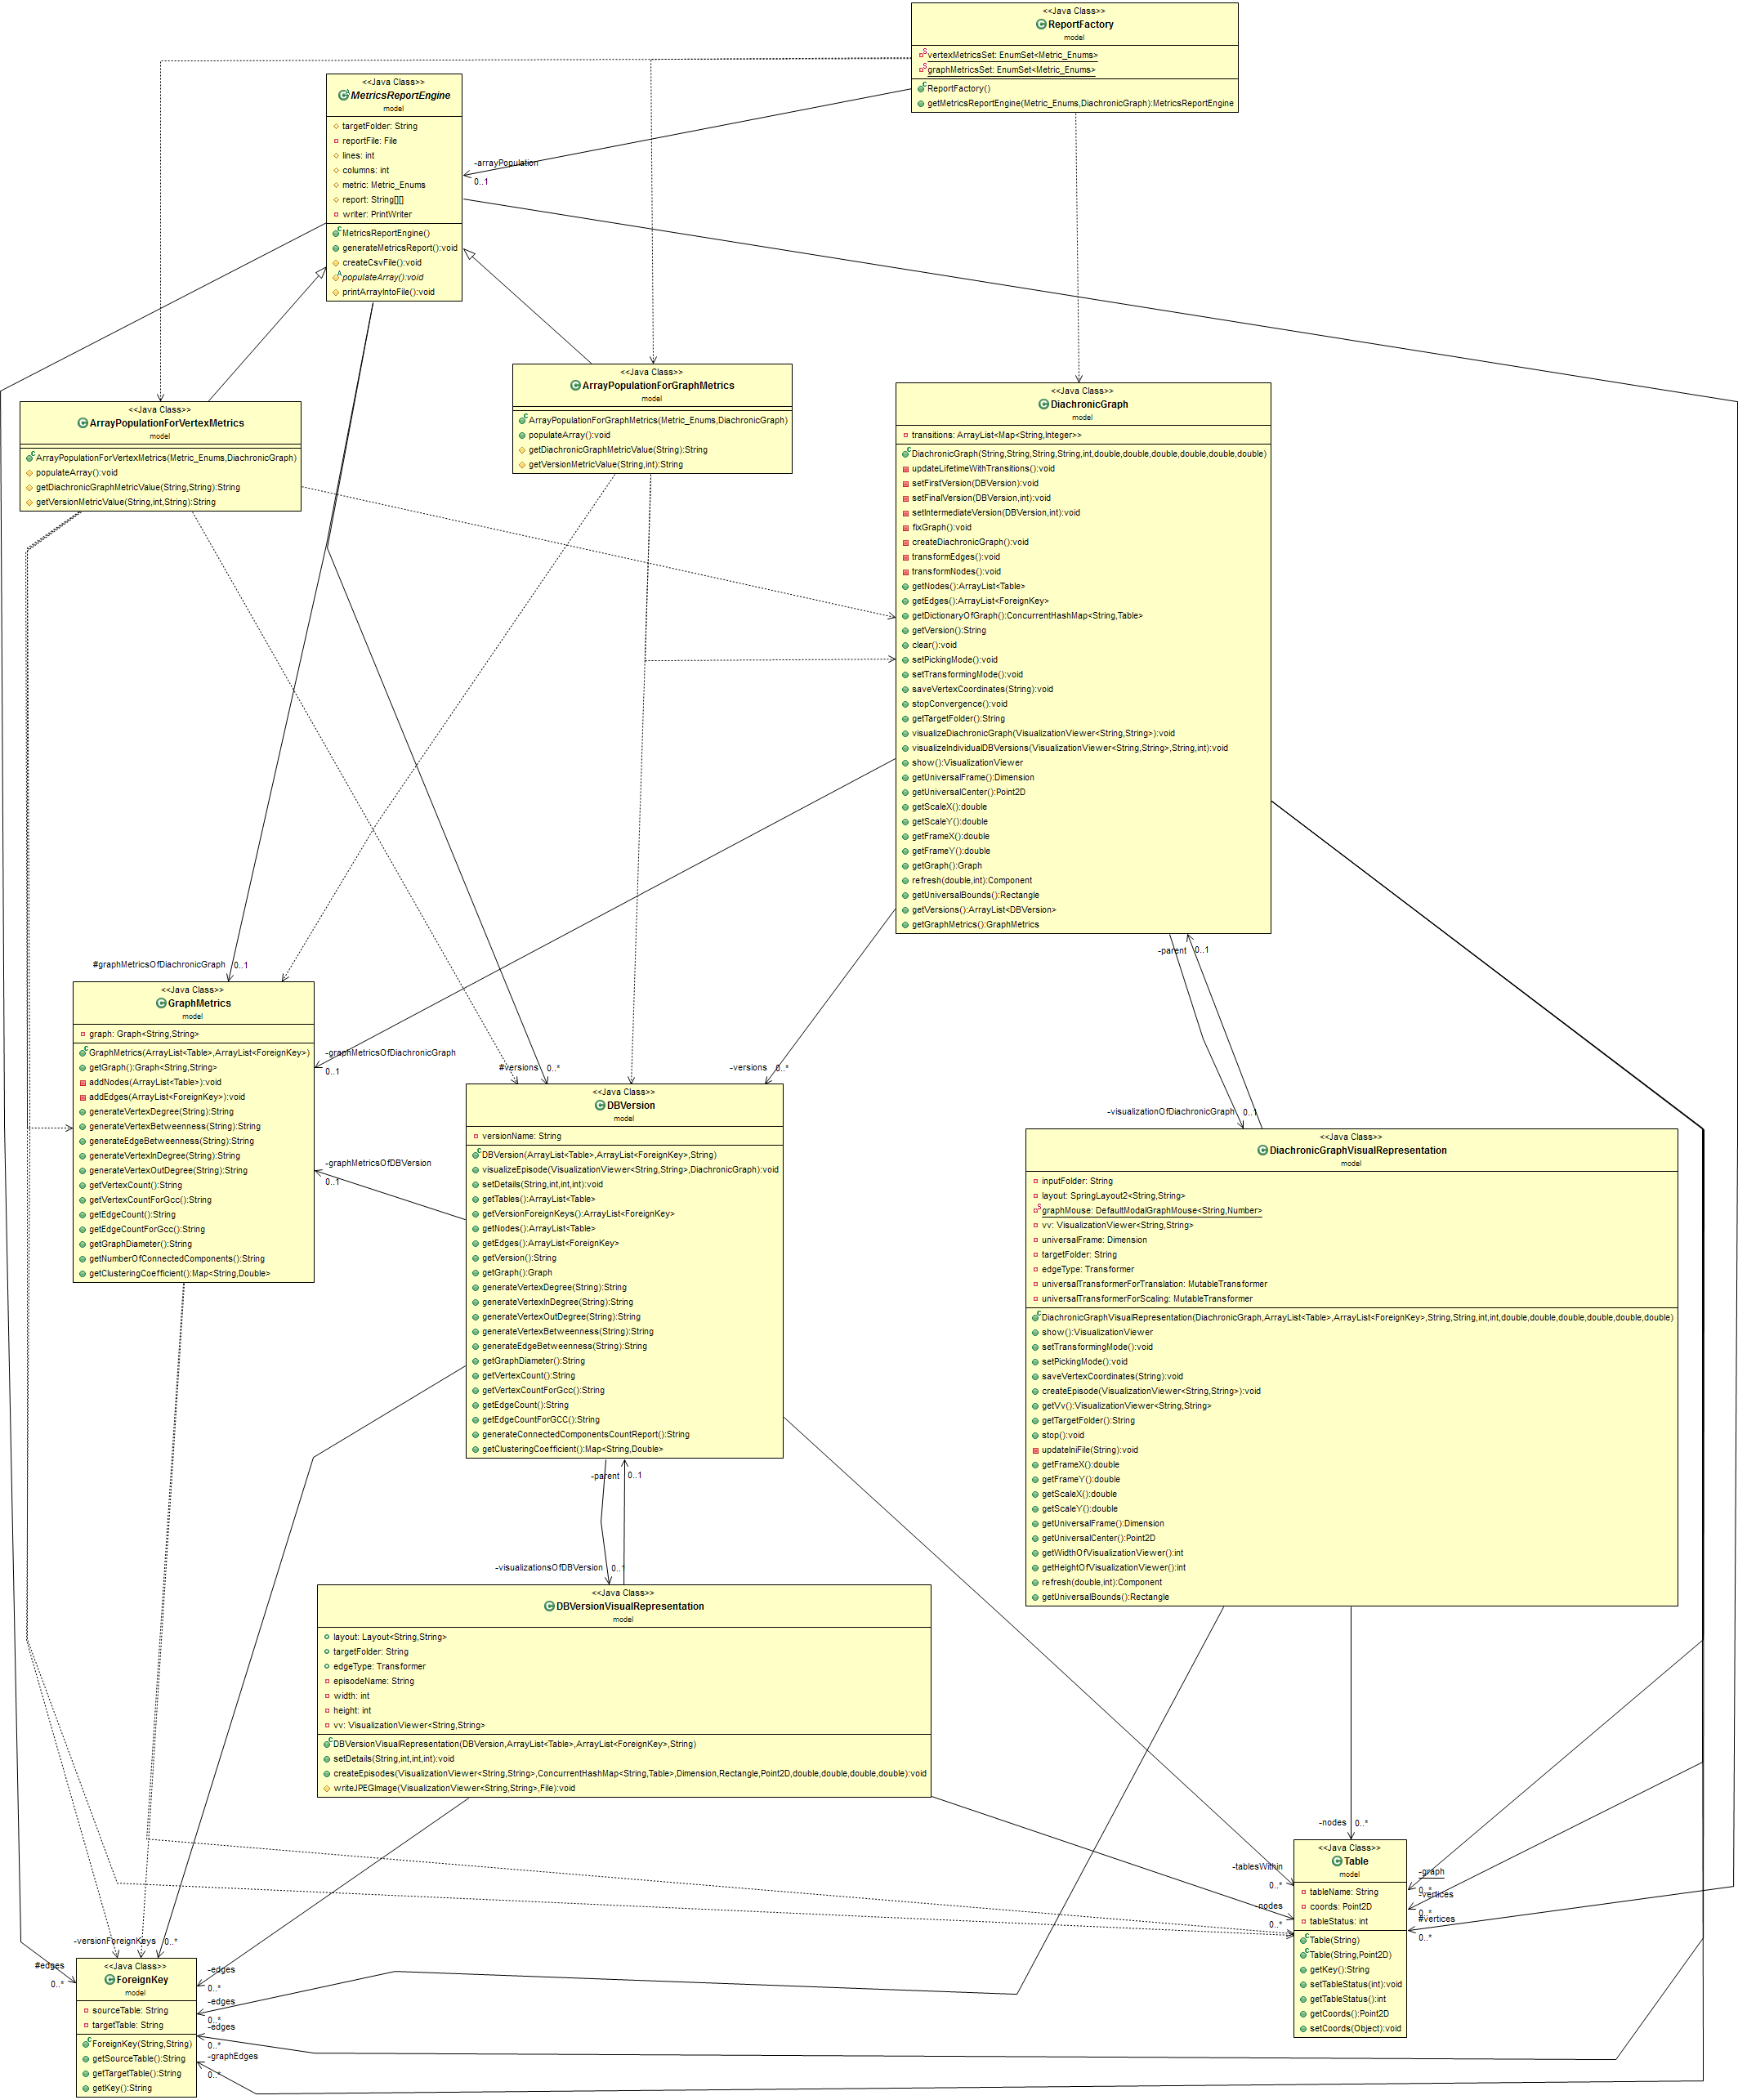 <<Java Class>>
ReportFactory
model
vertexMetricsSet: EnumSet<Metric_Enums>
graphMetricsSet: EnumSet<Metric_Enums>
ReportFactory()
getMetricsReportEngine(Metric_Enums,DiachronicGraph):MetricsReportEngine
<<Java Class>>
MetricsReportEngine
model
targetFolder: String
reportFile: File
lines: int
columns: int
metric: Metric_Enums
report: String[][]
writer: PrintWriter
MetricsReportEngine()
generateMetricsReport():void
createCsvFile():void
populateArray():void
printArrayIntoFile():void
-arrayPopulation
0..1
<<Java Class>>
ArrayPopulationForGraphMetrics
model
ArrayPopulationForGraphMetrics(Metric_Enums,DiachronicGraph)
populateArray():void
getDiachronicGraphMetricValue(String):String
getVersionMetricValue(String,int):String
<<Java Class>>
ArrayPopulationForVertexMetrics
model
ArrayPopulationForVertexMetrics(Metric_Enums,DiachronicGraph)
populateArray():void
getDiachronicGraphMetricValue(String,String):String
getVersionMetricValue(String,int,String):String
<<Java Class>>
DiachronicGraph
model
transitions: ArrayList<Map<String,Integer>>
DiachronicGraph(String,String,String,String,int,double,double,double,double,double,double)
updateLifetimeWithTransitions():void
setFirstVersion(DBVersion):void
setFinalVersion(DBVersion,int):void
setIntermediateVersion(DBVersion,int):void
fixGraph():void
createDiachronicGraph():void
transformEdges():void
transformNodes():void
getNodes():ArrayList<Table>
getEdges():ArrayList<ForeignKey>
getDictionaryOfGraph():ConcurrentHashMap<String,Table>
getVersion():String
clear():void
setPickingMode():void
setTransformingMode():void
saveVertexCoordinates(String):void
stopConvergence():void
getTargetFolder():String
visualizeDiachronicGraph(VisualizationViewer<String,String>):void
visualizeIndividualDBVersions(VisualizationViewer<String,String>,String,int):void
show():VisualizationViewer
getUniversalFrame():Dimension
getUniversalCenter():Point2D
getScaleX():double
getScaleY():double
getFrameX():double
getFrameY():double
getGraph():Graph
refresh(double,int):Component
getUniversalBounds():Rectangle
getVersions():ArrayList<DBVersion>
getGraphMetrics():GraphMetrics
-parent
0..1
#graphMetricsOfDiachronicGraph
0..1
<<Java Class>>
GraphMetrics
model
graph: Graph<String,String>
GraphMetrics(ArrayList<Table>,ArrayList<ForeignKey>)
getGraph():Graph<String,String>
addNodes(ArrayList<Table>):void
addEdges(ArrayList<ForeignKey>):void
generateVertexDegree(String):String
generateVertexBetweenness(String):String
generateEdgeBetweenness(String):String
generateVertexInDegree(String):String
generateVertexOutDegree(String):String
getVertexCount():String
getVertexCountForGcc():String
getEdgeCount():String
getEdgeCountForGcc():String
getGraphDiameter():String
getNumberOfConnectedComponents():String
getClusteringCoefficient():Map<String,Double>
-graphMetricsOfDiachronicGraph
0..1
#versions
0..*
-versions
0..*
-graphMetricsOfDBVersion
0..1
<<Java Class>>
DBVersion
model
versionName: String
DBVersion(ArrayList<Table>,ArrayList<ForeignKey>,String)
visualizeEpisode(VisualizationViewer<String,String>,DiachronicGraph):void
setDetails(String,int,int,int):void
getTables():ArrayList<Table>
getVersionForeignKeys():ArrayList<ForeignKey>
getNodes():ArrayList<Table>
getEdges():ArrayList<ForeignKey>
getVersion():String
getGraph():Graph
generateVertexDegree(String):String
generateVertexInDegree(String):String
generateVertexOutDegree(String):String
generateVertexBetweenness(String):String
generateEdgeBetweenness(String):String
getGraphDiameter():String
getVertexCount():String
getVertexCountForGcc():String
getEdgeCount():String
getEdgeCountForGCC():String
generateConnectedComponentsCountReport():String
getClusteringCoefficient():Map<String,Double>
-parent
0..1
-visualizationOfDiachronicGraph
0..1
<<Java Class>>
DiachronicGraphVisualRepresentation
model
inputFolder: String
layout: SpringLayout2<String,String>
graphMouse: DefaultModalGraphMouse<String,Number>
vv: VisualizationViewer<String,String>
universalFrame: Dimension
targetFolder: String
edgeType: Transformer
universalTransformerForTranslation: MutableTransformer
universalTransformerForScaling: MutableTransformer
DiachronicGraphVisualRepresentation(DiachronicGraph,ArrayList<Table>,ArrayList<ForeignKey>,String,String,int,int,double,double,double,double,double,double)
show():VisualizationViewer
setTransformingMode():void
setPickingMode():void
saveVertexCoordinates(String):void
createEpisode(VisualizationViewer<String,String>):void
getVv():VisualizationViewer<String,String>
getTargetFolder():String
stop():void
updateIniFile(String):void
getFrameX():double
getFrameY():double
getScaleX():double
getScaleY():double
getUniversalFrame():Dimension
getUniversalCenter():Point2D
getWidthOfVisualizationViewer():int
getHeightOfVisualizationViewer():int
refresh(double,int):Component
getUniversalBounds():Rectangle
-visualizationsOfDBVersion
0..1
<<Java Class>>
DBVersionVisualRepresentation
model
layout: Layout<String,String>
targetFolder: String
edgeType: Transformer
episodeName: String
width: int
height: int
vv: VisualizationViewer<String,String>
DBVersionVisualRepresentation(DBVersion,ArrayList<Table>,ArrayList<ForeignKey>,String)
setDetails(String,int,int,int):void
createEpisodes(VisualizationViewer<String,String>,ConcurrentHashMap<String,Table>,Dimension,Rectangle,Point2D,double,double,double,double):void
writeJPEGImage(VisualizationViewer<String,String>,File):void
-nodes
0..*
-tablesWithin
0..*
-nodes
0..*
<<Java Class>>
Table
model
tableName: String
coords: Point2D
tableStatus: int
Table(String)
Table(String,Point2D)
getKey():String
setTableStatus(int):void
getTableStatus():int
getCoords():Point2D
setCoords(Object):void
-graph
0..*
-vertices
0..*
#vertices
0..*
-versionForeignKeys
0..*
#edges
0..*
<<Java Class>>
ForeignKey
model
sourceTable: String
targetTable: String
ForeignKey(String,String)
getSourceTable():String
getTargetTable():String
getKey():String
-edges
0..*
-edges
0..*
-edges
0..*
-graphEdges
0..*